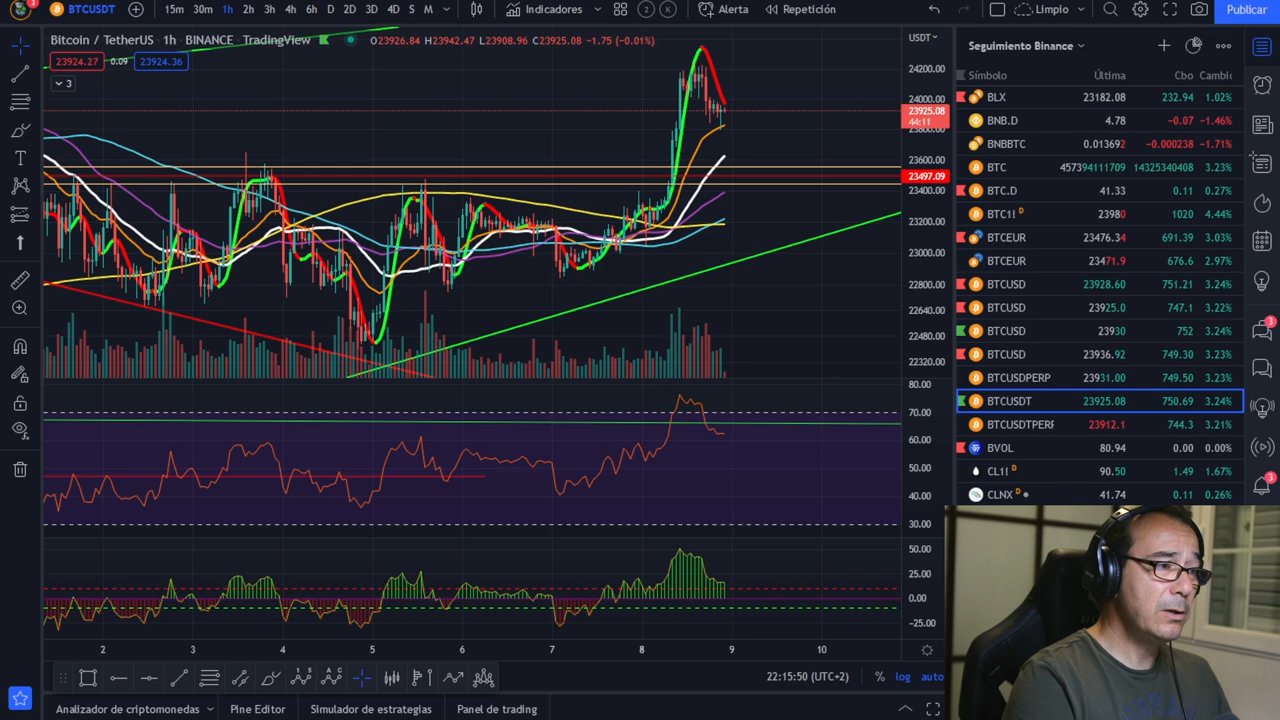 3 BTCUSDT 15m 30m 1h 2h 3h 4h 6h D 2D 3D 4D S M Indicadores 2 K Alerta Repetición Limpio Publicar
Bitcoin / TetherUS · 1h · BINANCE · TradingView O23926.84 H23942.47 L23908.96 C23925.08 -1.75 (-0.01%) USDT
23924.27 0.09 23924.36
3
24200.00
24000.00
23925.08
44:11
23800.00
23600.00
23497.09
23400.00
23200.00
23000.00
22800.00
22640.00
22480.00
22320.00
80.00
70.00
60.00
50.00
40.00
30.00
50.00
25.00
0.00
-25.00
2 3 4 5 6 7 8 9 10
22:15:50 (UTC+2) % log auto
Analizador de criptomonedas Pine Editor Simulador de estrategias Panel de trading
Seguimiento Binance
Símbolo Última Cbo Cambio
BLX 23182.08 232.94 1.02%
BNB.D 4.78 -0.07 -1.46%
BNBBTC 0.013692 -0.000238 -1.71%
BTC 457394111709 14325340408 3.23%
BTC.D 41.33 0.11 0.27%
BTC1! D 23980 1020 4.44%
BTCEUR 23476.34 691.39 3.03%
BTCEUR 23471.9 676.6 2.97%
BTCUSD 23928.60 751.21 3.24%
BTCUSD 23925.0 747.1 3.22%
BTCUSD 23930 752 3.24%
BTCUSD 23936.92 749.30 3.23%
BTCUSDPERP 23931.00 749.50 3.23%
BTCUSDT 23925.08 750.69 3.24%
BTCUSDTPERF 23912.1 744.3 3.21%
BVOL 80.94 0.00 0.00%
CL1! D 90.50 1.49 1.67%
CLNX D 41.74 0.11 0.26%
3
3